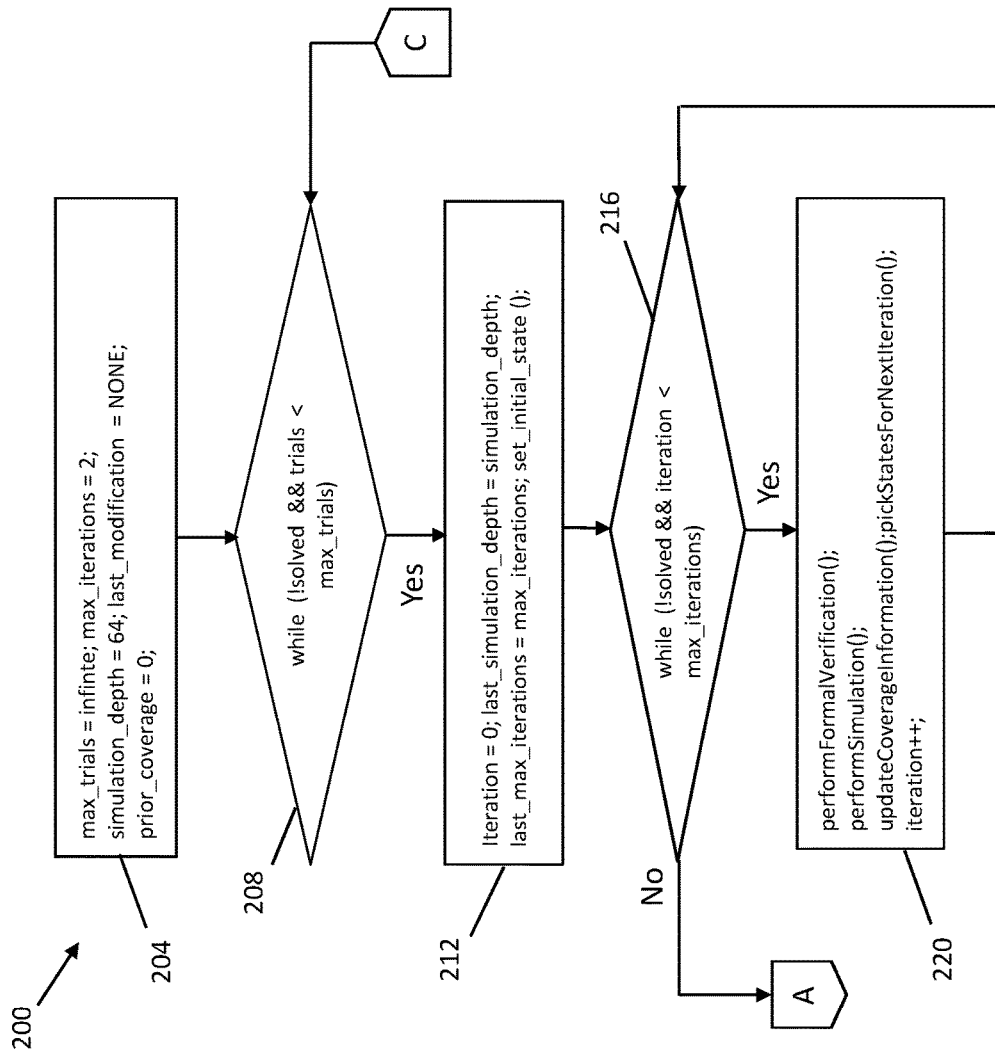 200
204
max_trials = infinte; max_iterations = 2;
simulation_depth = 64; last_modification = NONE;
prior_coverage = 0;
208
while (!solved && trials <
max_trials)
C
Yes
212
Iteration = 0; last_simulation_depth = simulation_depth;
last_max_iterations = max_iterations; set_initial_state ();
216
while (!solved && iteration <
max_iterations)
No
A
Yes
220
performFormalVerification();
performSimulation();
updateCoverageInformation();pickStatesForNextIteration();
iteration++;